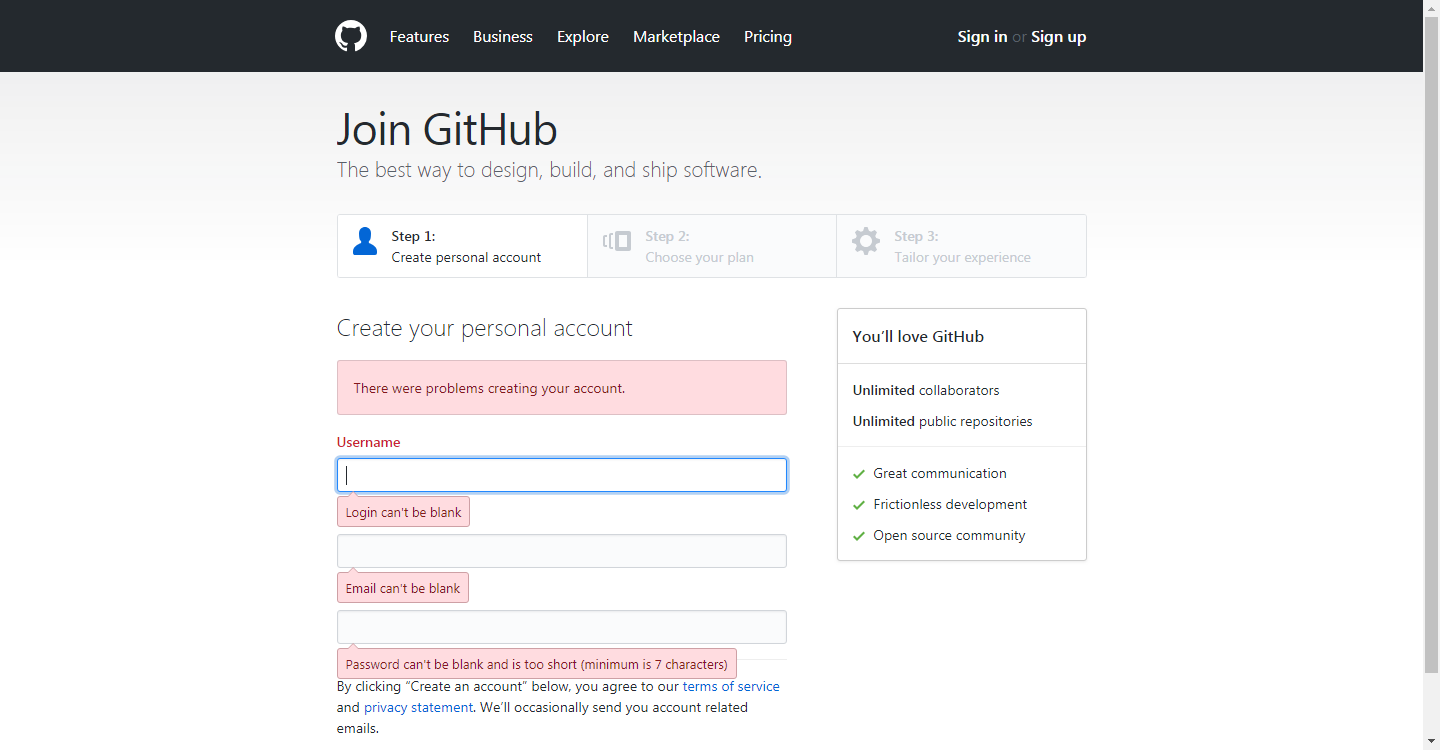 Features Business Explore Marketplace Pricing Sign in or Sign up
Join GitHub
The best way to design, build, and ship software.
Step 1:
Create personal account
Step 2:
Choose your plan
Step 3:
Tailor your experience
Create your personal account
There were problems creating your account.
Username
Login can't be blank
Email can't be blank
Password can't be blank and is too short (minimum is 7 characters)
By clicking “Create an account” below, you agree to our terms of service
and privacy statement. We’ll occasionally send you account related
emails.
You’ll love GitHub
Unlimited collaborators
Unlimited public repositories
Great communication
Frictionless development
Open source community